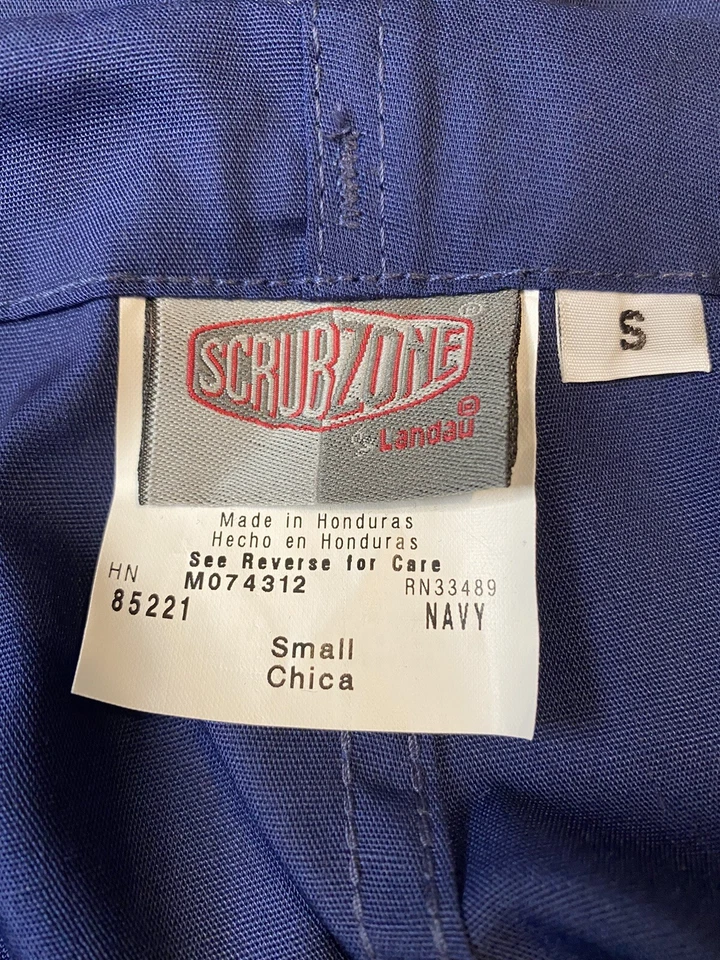 SCRUBZONE®
by Landau®
S
Made in Honduras
Hecho en Honduras
See Reverse for Care
HN M074312 RN33489
85221 NAVY
Small
Chica